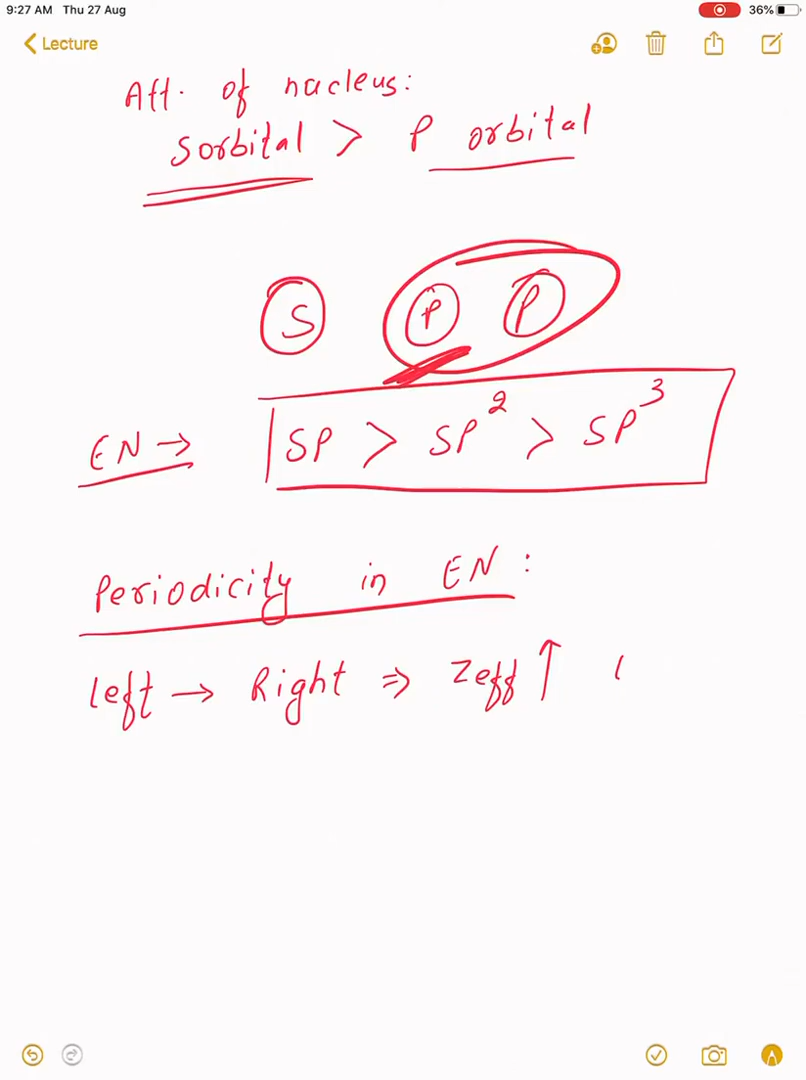 9:27 AM Thu 27 Aug
36%
Lecture
Att. of nucleus:
s orbital > P orbital
S P P
EN → SP > SP² > SP³
Periodicity in EN:
Left → Right ⇒ Zeff ↑ (